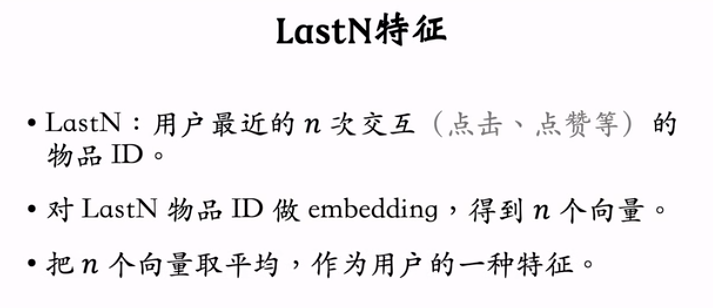 LastN特征
• LastN：用户最近的 n 次交互（点击、点赞等）的
物品 ID。
• 对 LastN 物品 ID 做 embedding，得到 n 个向量。
• 把 n 个向量取平均，作为用户的一种特征。